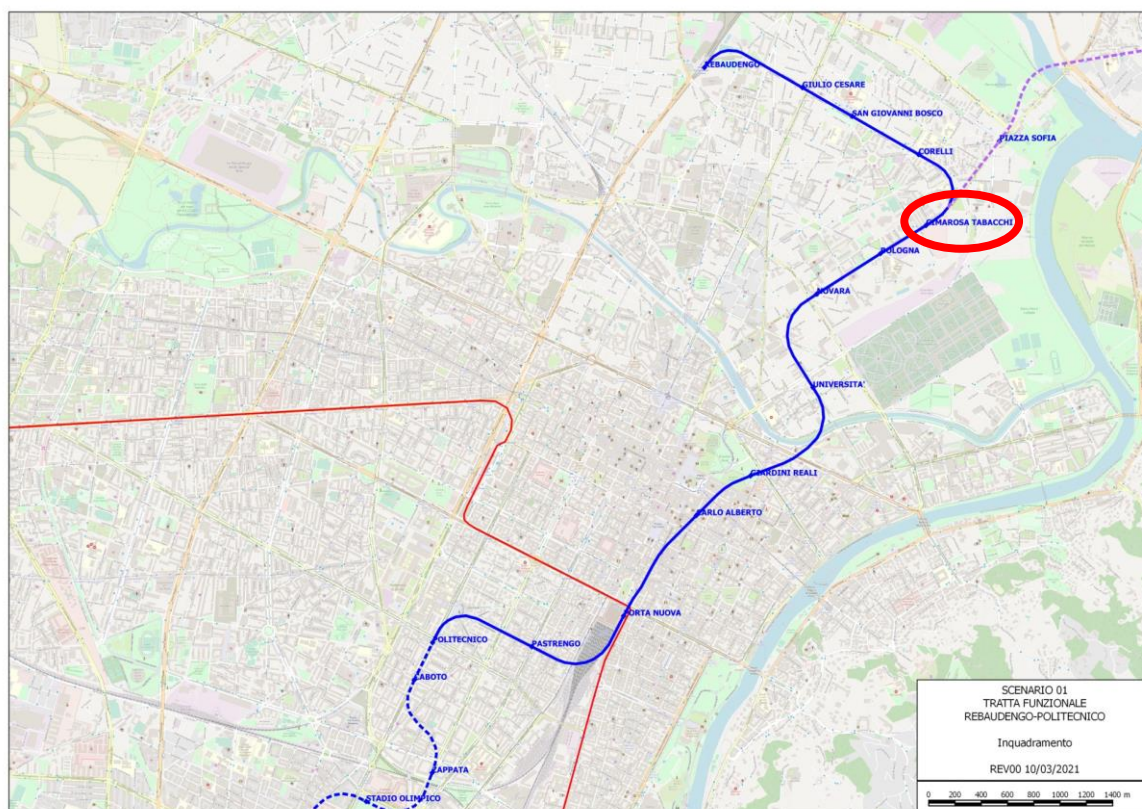 REBAUDENGO
GIULIO CESARE
SAN GIOVANNI BOSCO
PIAZZA SOFIA
CORELLI
CIMAROSA TABACCHI
BOLOGNA
NOVARA
UNIVERSITA'
GIARDINI REALI
CARLO ALBERTO
PORTA NUOVA
POLITECNICO
PASTRENGO
CABOTO
ZAPPATA
STADIO OLIMPICO
SCENARIO 01
TRATTA FUNZIONALE
REBAUDENGO-POLITECNICO
Inquadramento
REV00 10/03/2021
0 200 400 600 800 1000 1200 1400 m